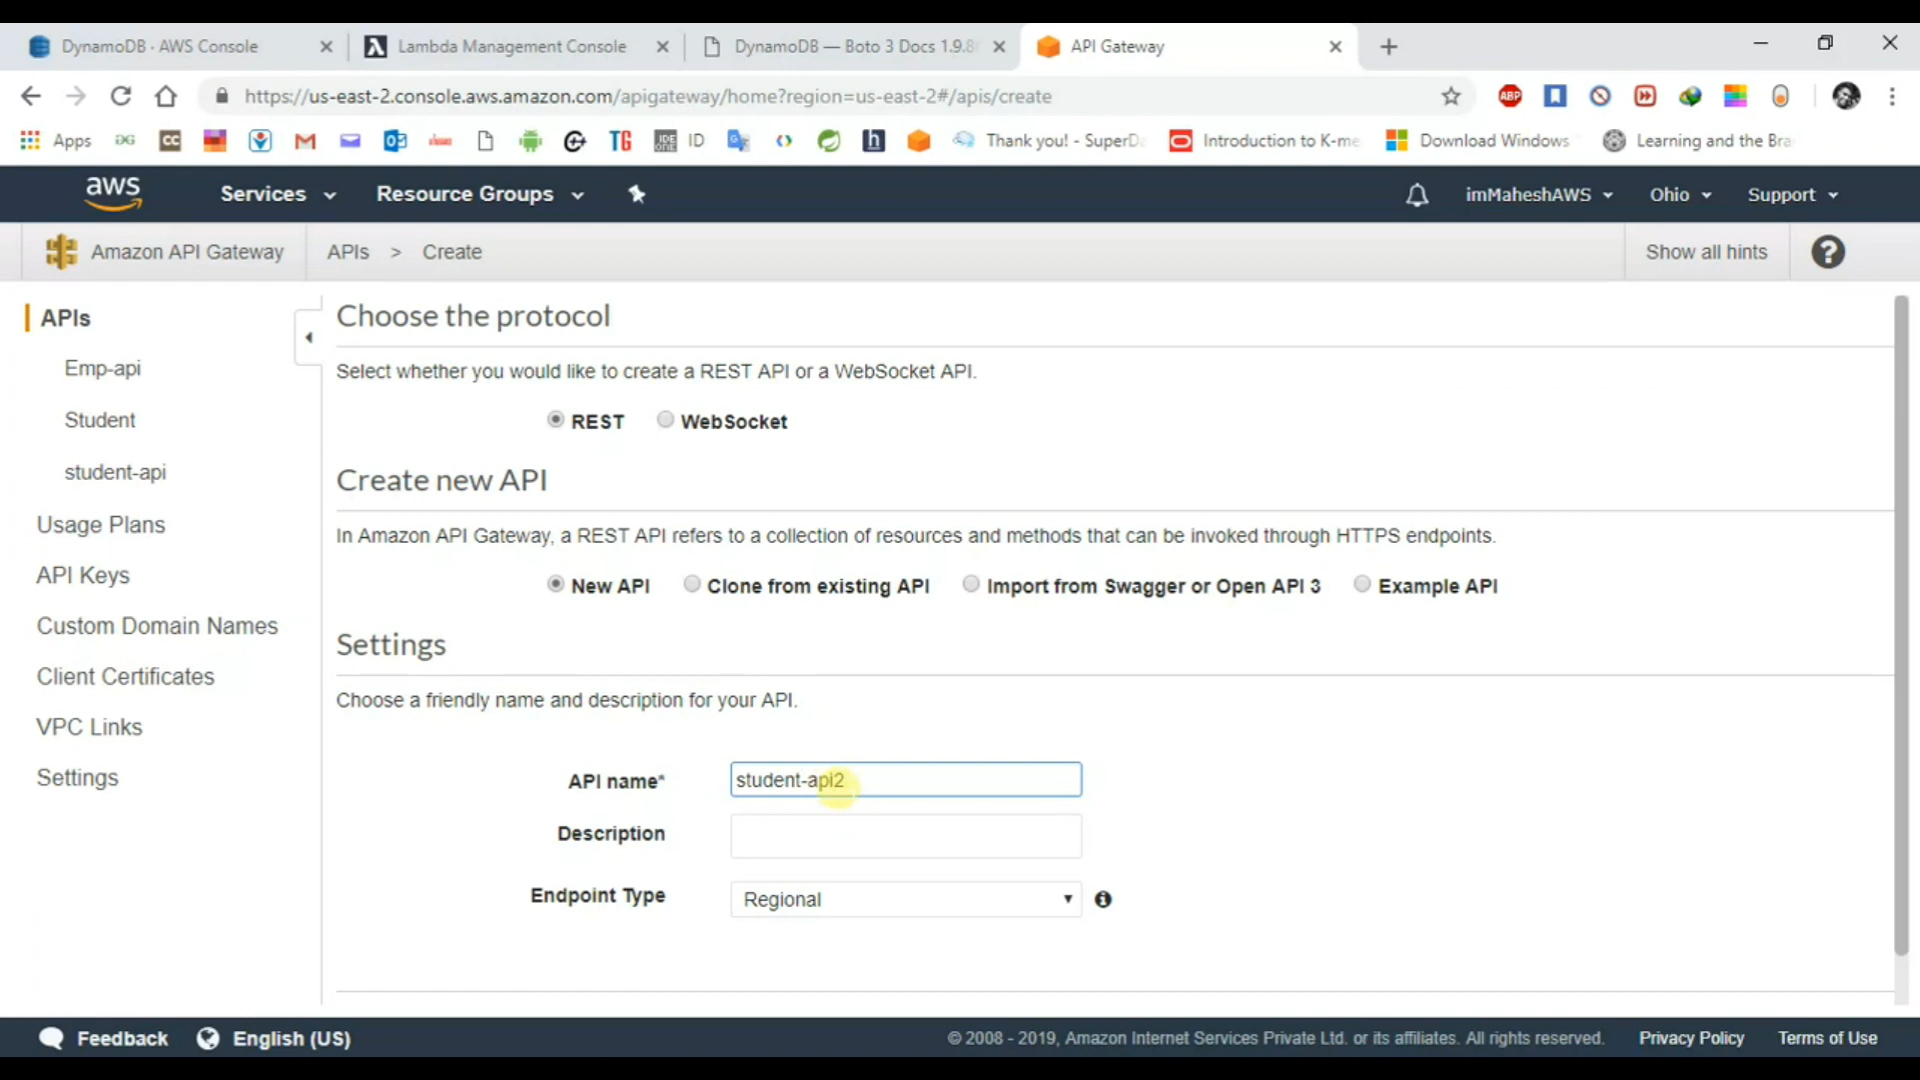 DynamoDB · AWS Console
Lambda Management Console
DynamoDB — Boto 3 Docs 1.9.8
API Gateway
https://us-east-2.console.aws.amazon.com/apigateway/home?region=us-east-2#/apis/create
ABP
Apps
CC
TG
IDE ONE
ID
h
Thank you! - SuperDa
Introduction to K-me
Download Windows
Learning and the Bra
aws
Services
Resource Groups
imMaheshAWS
Ohio
Support
Amazon API Gateway
APIs > Create
Show all hints
?
APIs
Emp-api
Student
student-api
Usage Plans
API Keys
Custom Domain Names
Client Certificates
VPC Links
Settings
Choose the protocol
Select whether you would like to create a REST API or a WebSocket API.
REST WebSocket
Create new API
In Amazon API Gateway, a REST API refers to a collection of resources and methods that can be invoked through HTTPS endpoints.
New API Clone from existing API Import from Swagger or Open API 3 Example API
Settings
Choose a friendly name and description for your API.
API name* student-api2
Description
Endpoint Type Regional
Feedback
English (US)
© 2008 - 2019, Amazon Internet Services Private Ltd. or its affiliates. All rights reserved.
Privacy Policy
Terms of Use